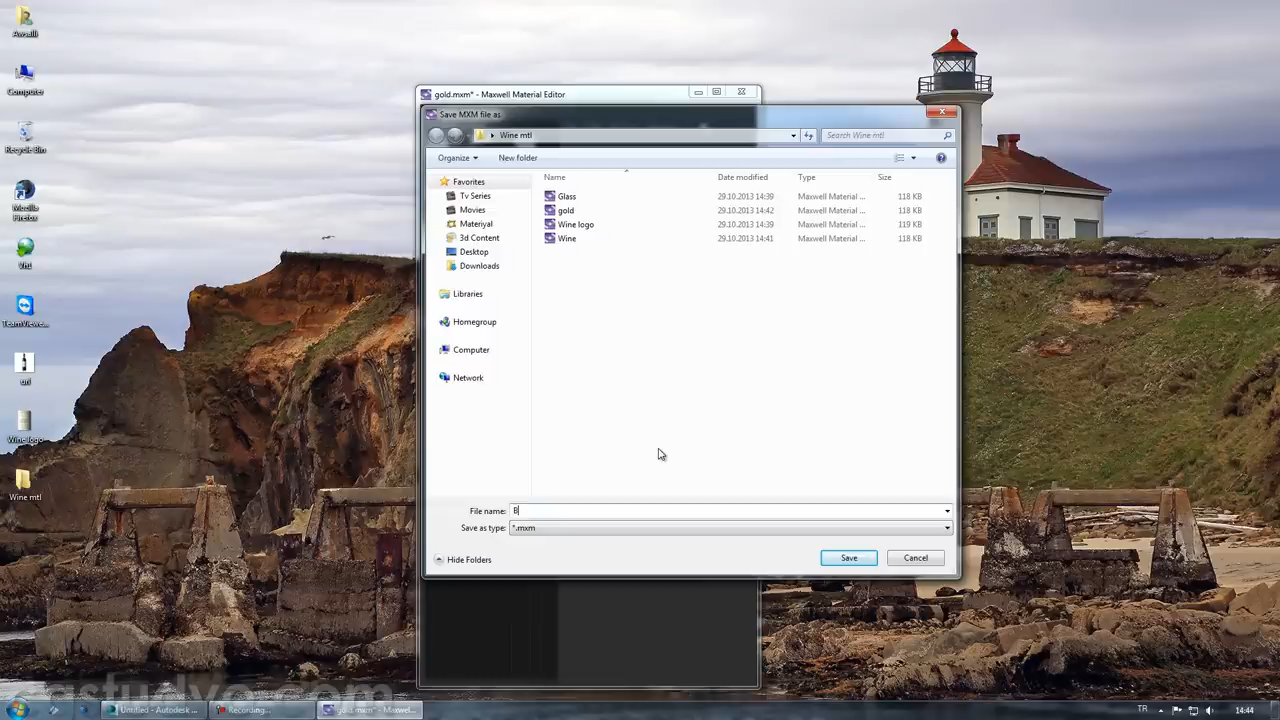 Awsalli
Computer
Recycle Bin
Mozilla
Firefox
TeamViewe...
Wine logo
Wine mtl
gold.mxm* - Maxwell Material Editor
Save MXM file as
Wine mtl
Search Wine mtl
Organize
New folder
Name
Date modified
Type
Size
Favorites
Tv Series
Movies
Materiyal
3d Content
Desktop
Downloads
Libraries
Homegroup
Computer
Network
Glass 29.10.2013 14:39 Maxwell Material ... 118 KB
gold 29.10.2013 14:42 Maxwell Material ... 118 KB
Wine logo 29.10.2013 14:39 Maxwell Material ... 119 KB
Wine 29.10.2013 14:41 Maxwell Material ... 118 KB
File name: B
Save as type: *.mxm
Hide Folders
Save
Cancel
Untitled - Autodesk ...
Recording...
gold.mxm* - Maxwel...
TR
14:44